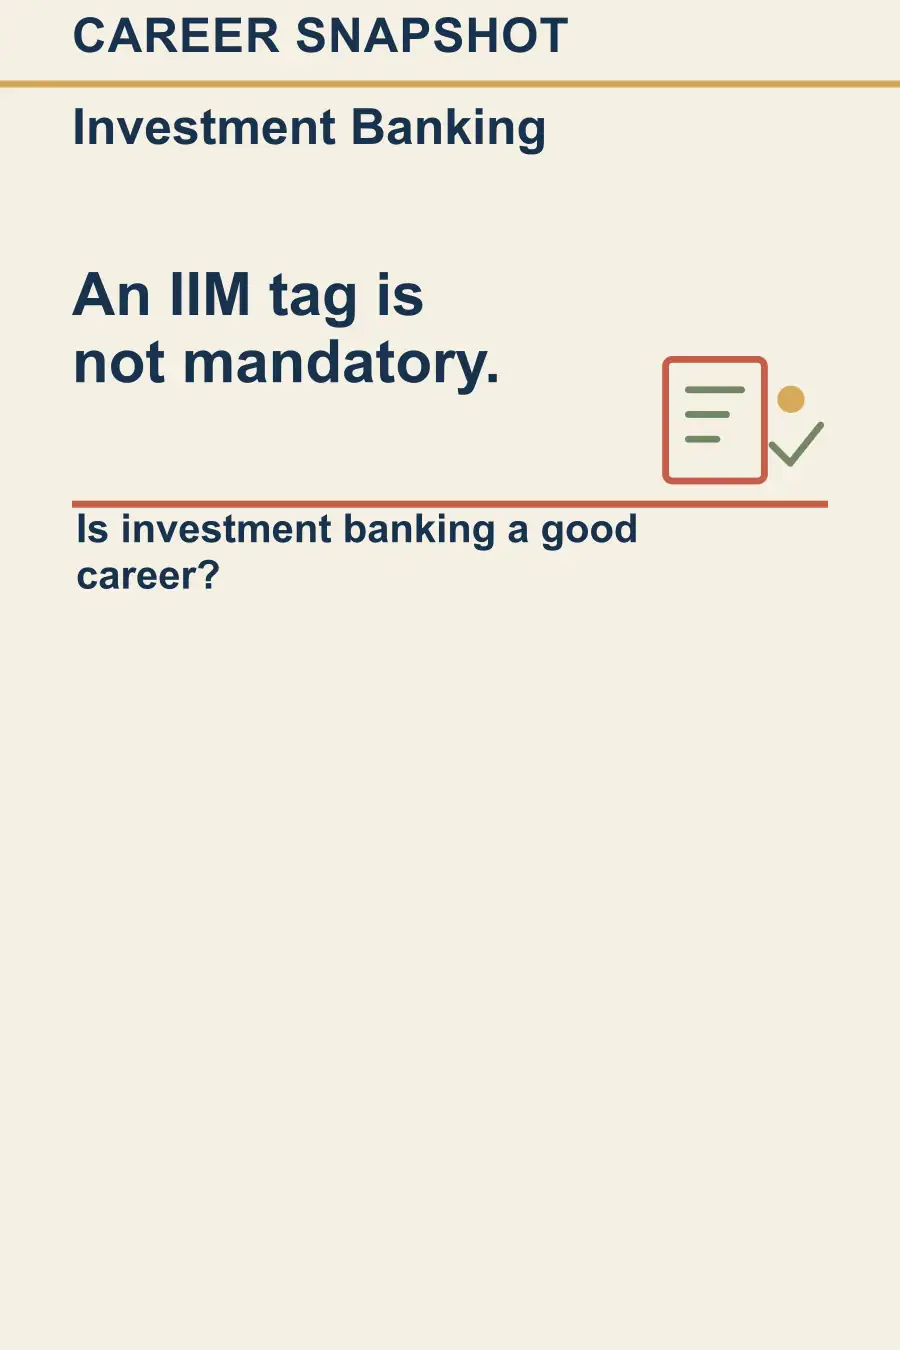 CAREER SNAPSHOT
Investment Banking
An IIM tag is
not mandatory.
Is investment banking a good
career?